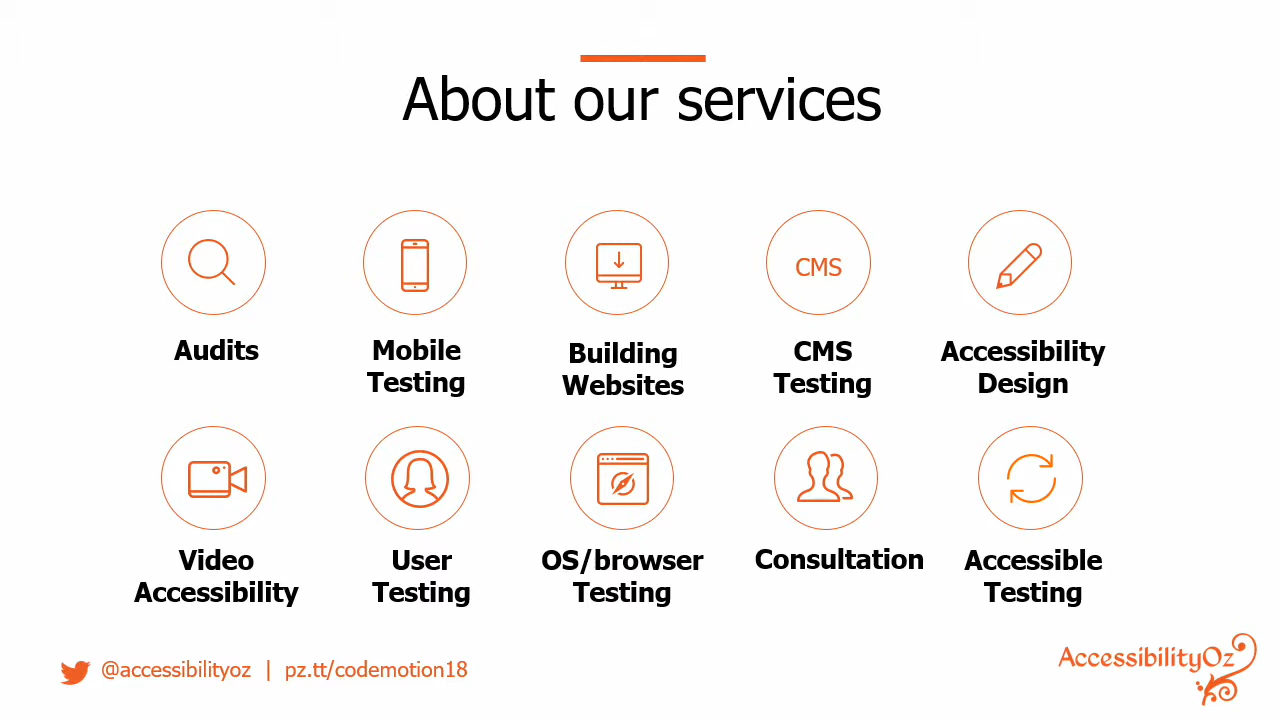 About our services
CMS
Audits
Mobile
Testing
Building
Websites
CMS
Testing
Accessibility
Design
Video
Accessibility
User
Testing
OS/browser
Testing
Consultation
Accessible
Testing
@accessibilityoz | pz.tt/codemotion18
AccessibilityOz